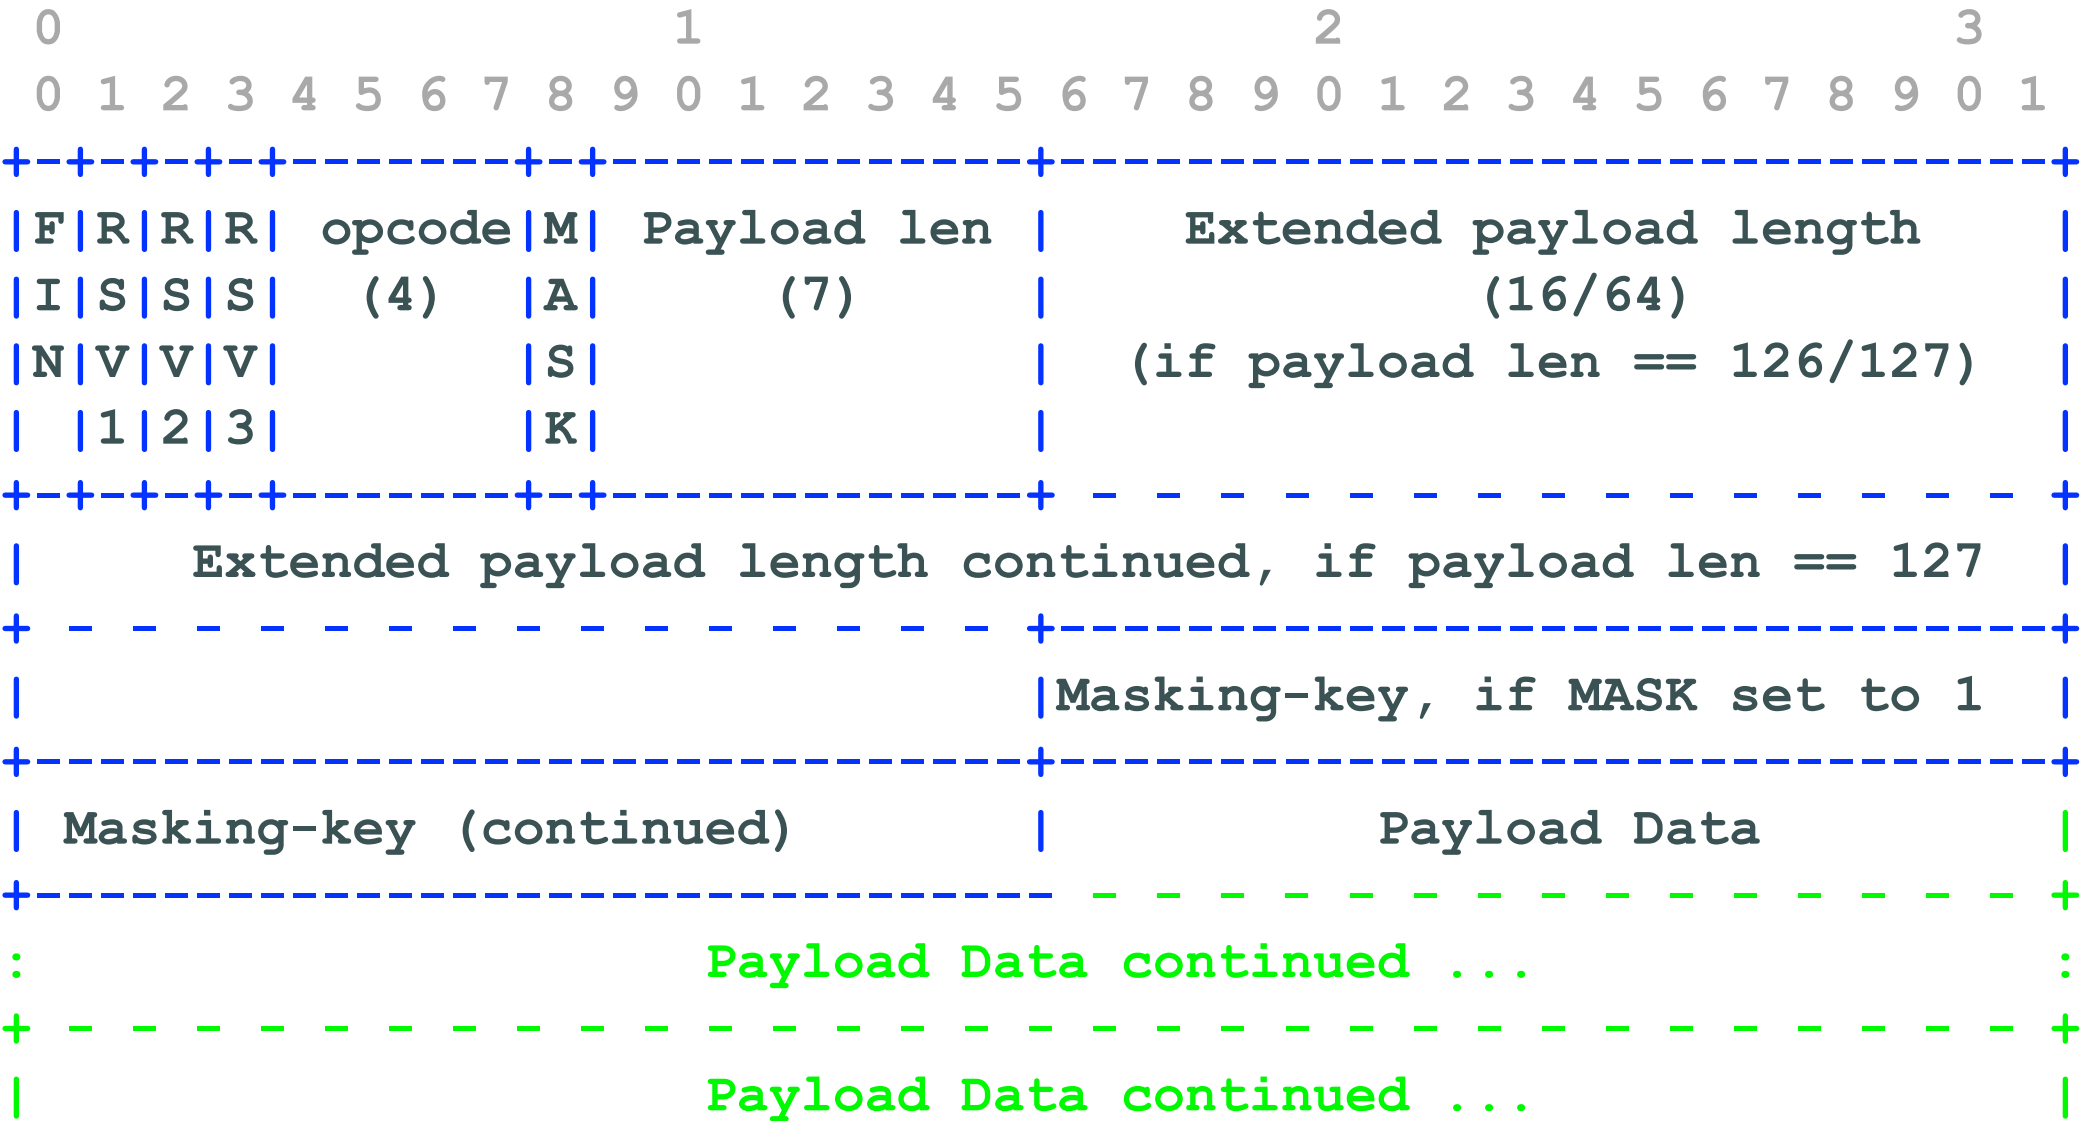 0                   1                   2                   3
 0 1 2 3 4 5 6 7 8 9 0 1 2 3 4 5 6 7 8 9 0 1 2 3 4 5 6 7 8 9 0 1
+-+-+-+-+-------+-+-------------+-------------------------------+
|F|R|R|R| opcode|M| Payload len |    Extended payload length    |
|I|S|S|S|  (4)  |A|     (7)     |             (16/64)           |
|N|V|V|V|       |S|             |  (if payload len == 126/127)  |
| |1|2|3|       |K|             |                               |
+-+-+-+-+-------+-+-------------+ - - - - - - - - - - - - - - - +
|     Extended payload length continued, if payload len == 127  |
+ - - - - - - - - - - - - - - - +-------------------------------+
|                               |Masking-key, if MASK set to 1  |
+-------------------------------+-------------------------------+
| Masking-key (continued)       |          Payload Data         |
+-------------------------------- - - - - - - - - - - - - - - - +
:                     Payload Data continued ...                :
+ - - - - - - - - - - - - - - - - - - - - - - - - - - - - - - - +
|                     Payload Data continued ...                |